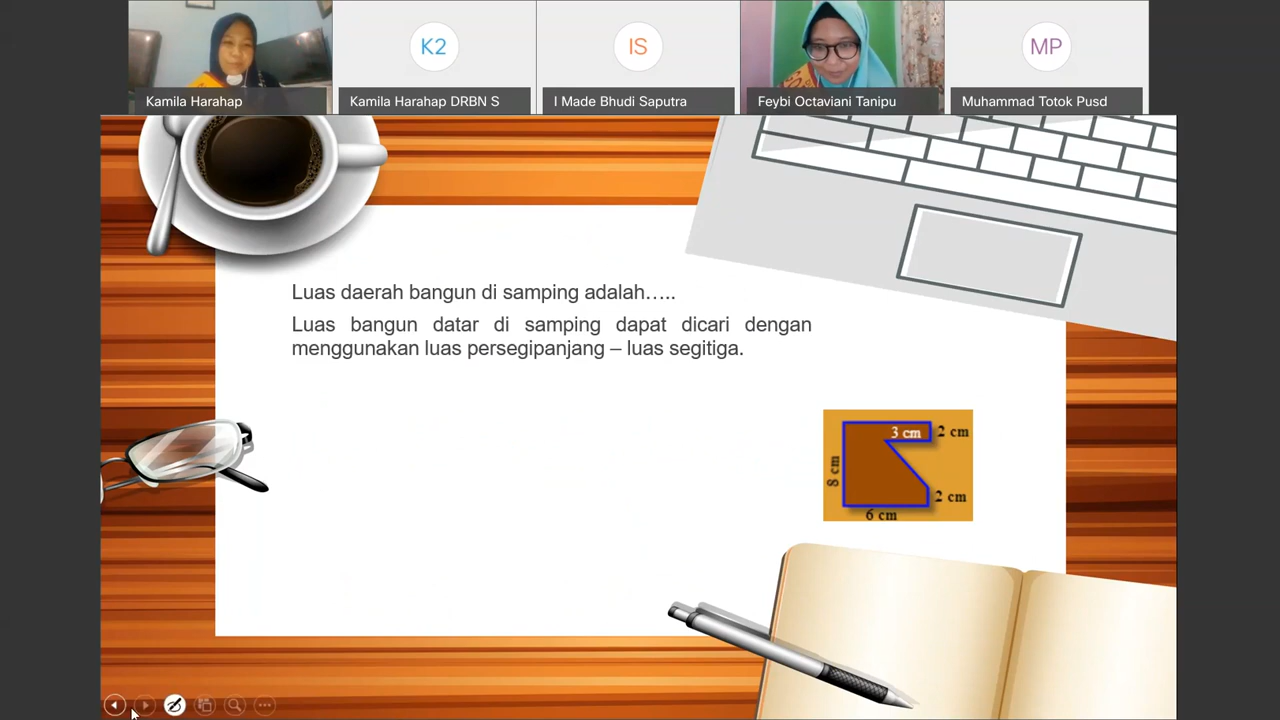 K2
IS
MP
Kamila Harahap
Kamila Harahap DRBN S
I Made Bhudi Saputra
Feybi Octaviani Tanipu
Muhammad Totok Pusd
Luas daerah bangun di samping adalah.....
Luas bangun datar di samping dapat dicari dengan
menggunakan luas persegipanjang – luas segitiga.
3 cm
2 cm
8 cm
2 cm
6 cm